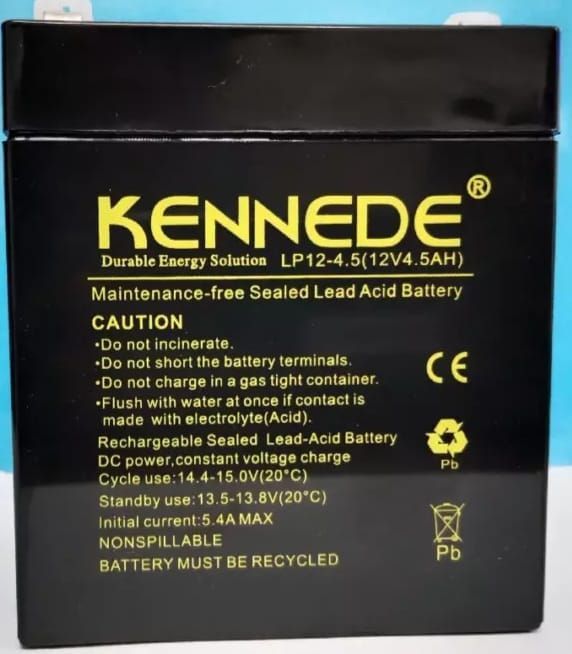 KENNEDE®
Durable Energy Solution LP12-4.5(12V4.5AH)
Maintenance-free Sealed Lead Acid Battery
CAUTION
•Do not incinerate.
•Do not short the battery terminals.
•Do not charge in a gas tight container.
•Flush with water at once if contact is
made with electrolyte(Acid).
CE
Rechargeable Sealed Lead-Acid Battery
DC power,constant voltage charge
Cycle use:14.4-15.0V(20°C)
Standby use:13.5-13.8V(20°C)
Initial current:5.4A MAX
NONSPILLABLE
BATTERY MUST BE RECYCLED
Pb
Pb